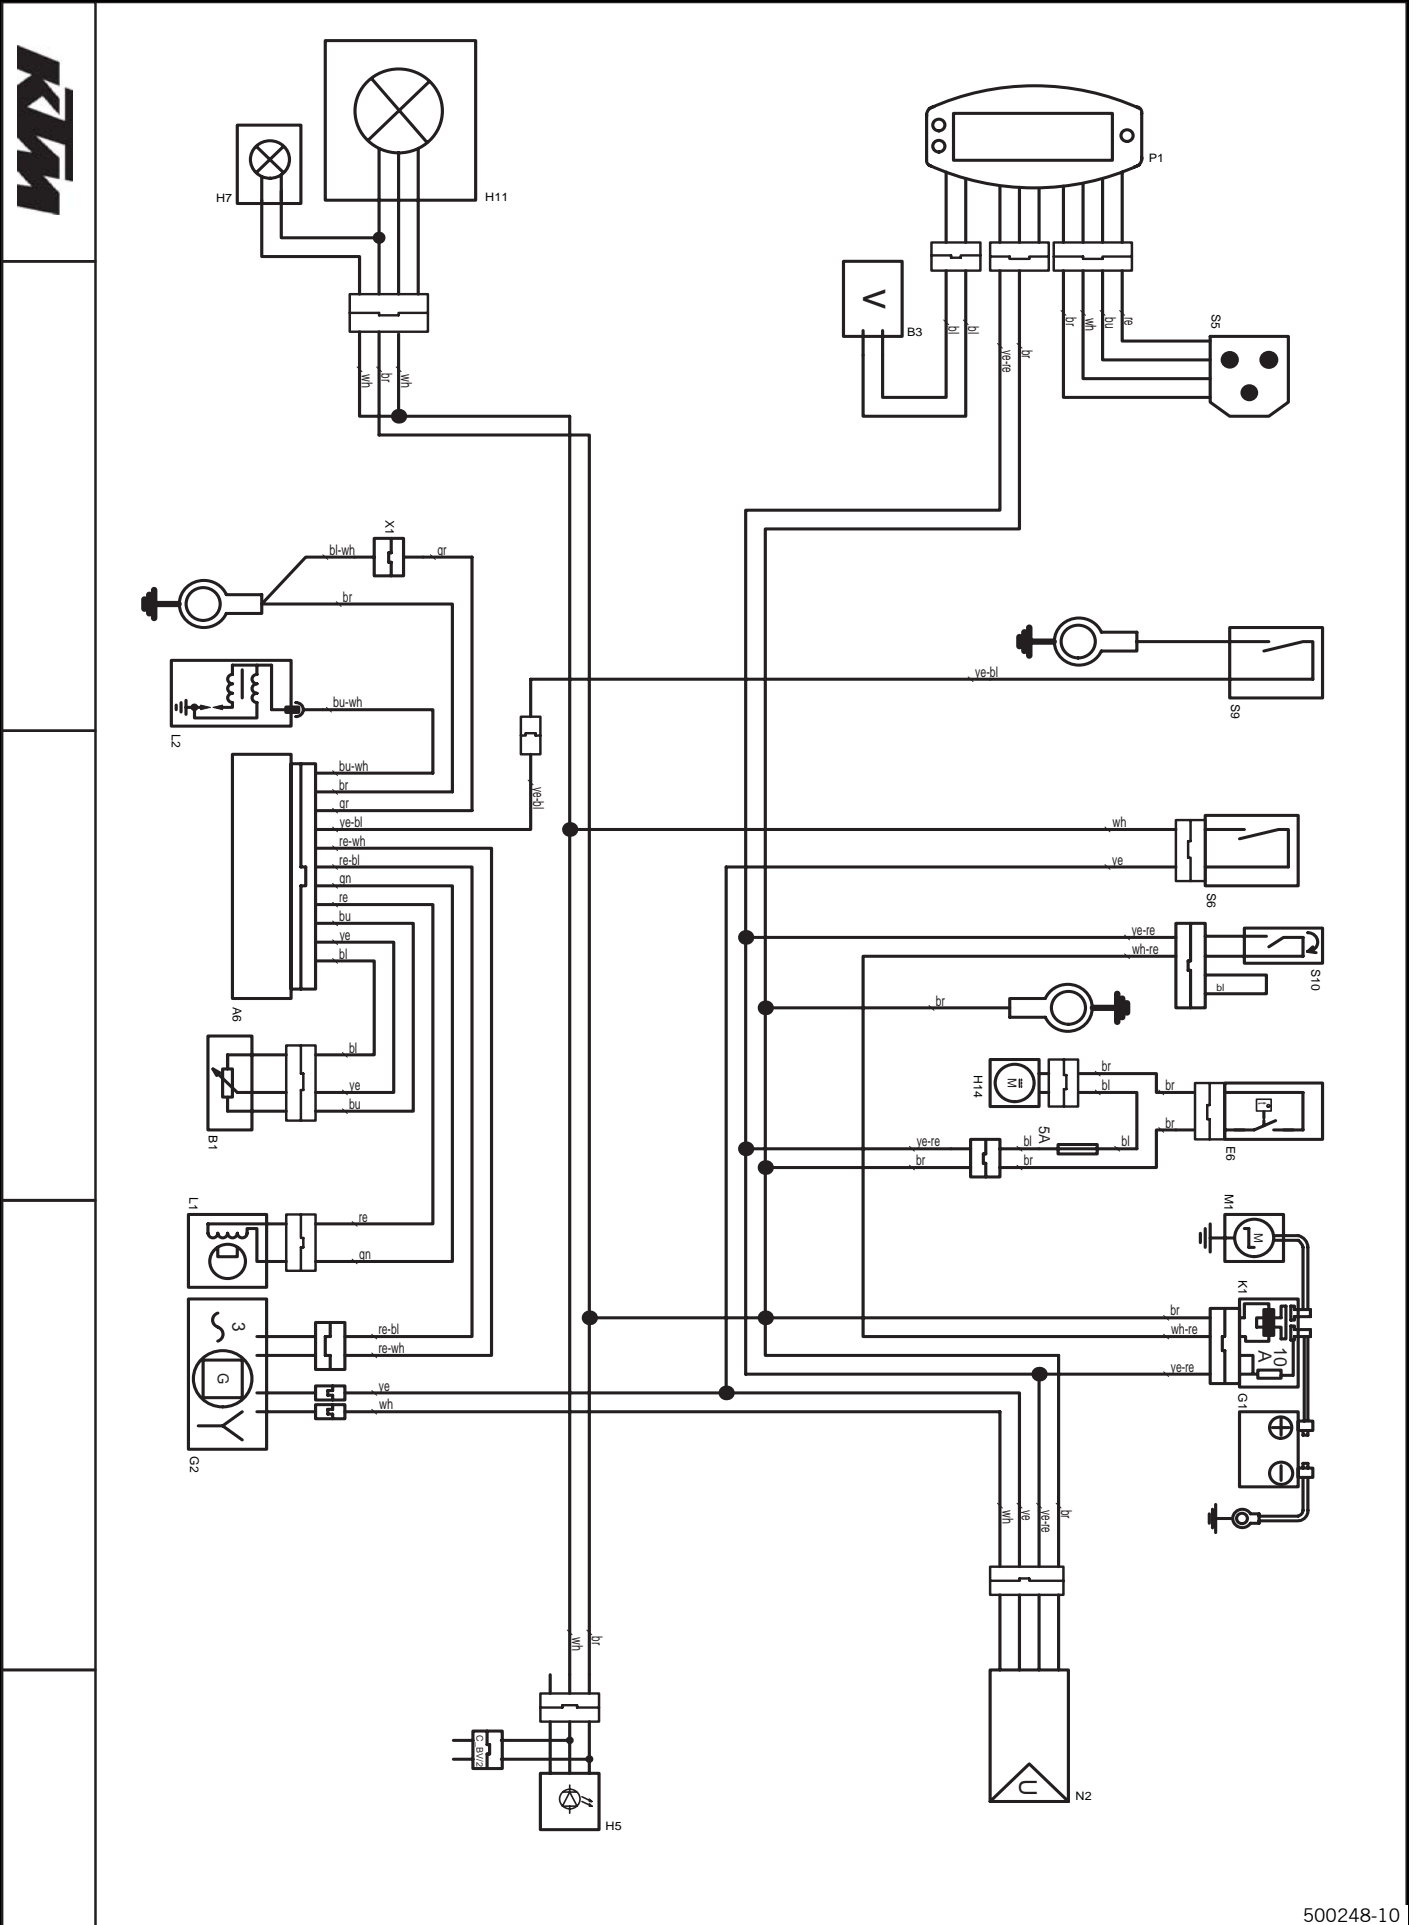 KTM
H7
H11
P1
B3
V
S5
bl
bl
ye-re
br
br
wh
bu
re
wh
br
wh
X1
bl-wh
gr
br
bu-wh
L2
bu-wh
br
gr
ye-bl
re-wh
re-bl
gn
re
bu
ye
bl
A6
ye-bl
ye-bl
S9
wh
ye
S6
ye-re
wh-re
bl
S10
br
H14
M
br
bl
br
br
E6
5A
ye-re
br
bl
br
bl
bl
ye
bu
B1
L1
re
gn
3
G
G2
re-bl
re-wh
ye
wh
M1
M
K1
br
wh-re
ye-re
10
A
G1
wh
ye
ye-re
br
wh
br
C_BV/2
H5
U
N2
500248-10